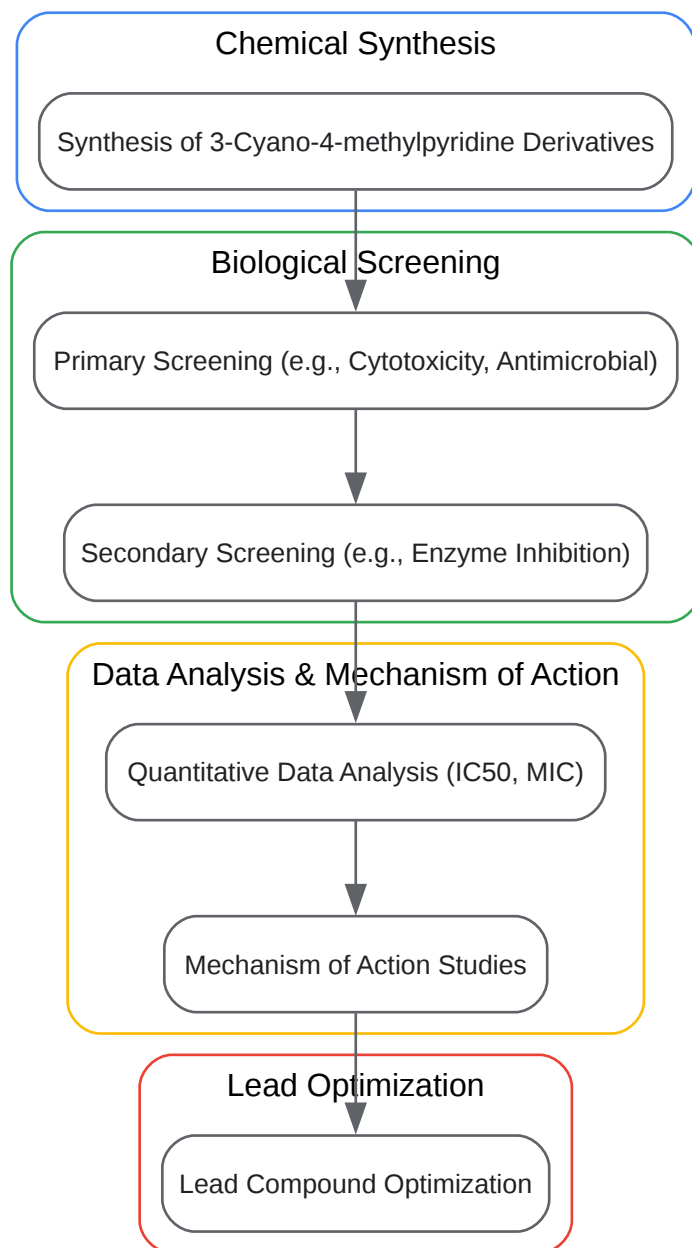 Chemical Synthesis
Synthesis of 3-Cyano-4-methylpyridine Derivatives
Biological Screening
Primary Screening (e.g., Cytotoxicity, Antimicrobial)
Secondary Screening (e.g., Enzyme Inhibition)
Data Analysis & Mechanism of Action
Quantitative Data Analysis (IC50, MIC)
Mechanism of Action Studies
Lead Optimization
Lead Compound Optimization